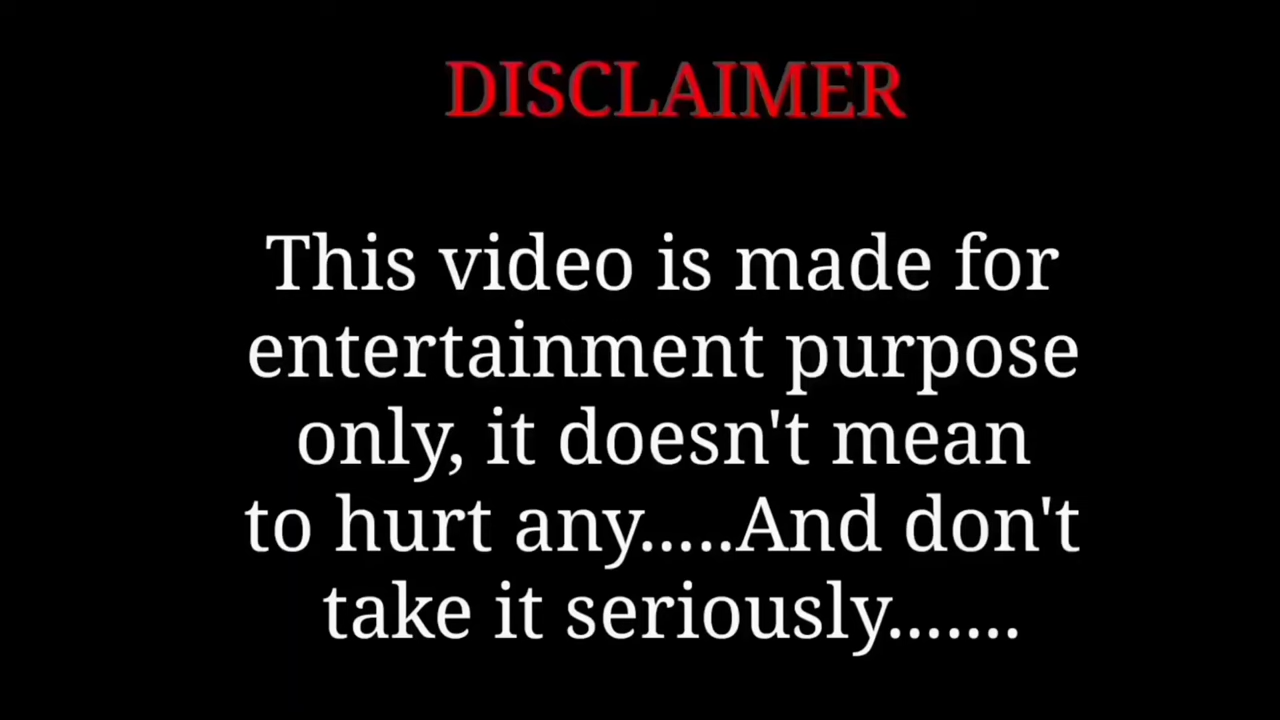 DISCLAIMER
This video is made for
entertainment purpose
only, it doesn't mean
to hurt any.....And don't
take it seriously.......